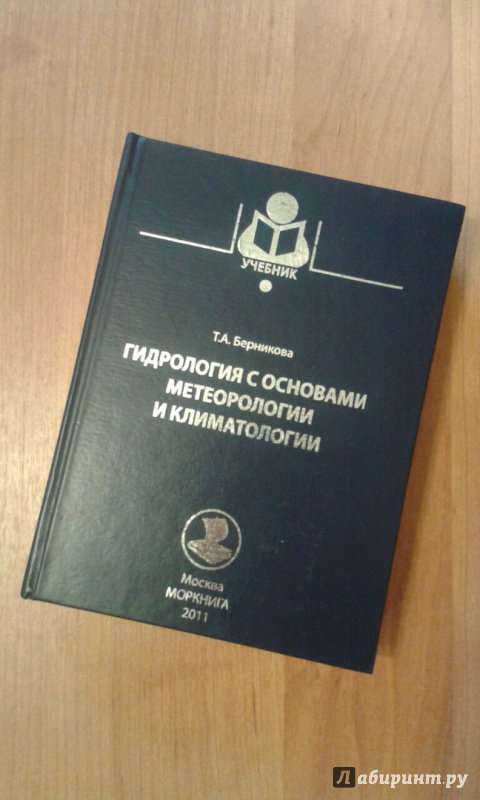 УЧЕБНИК
Т.А. Берникова
ГИДРОЛОГИЯ С ОСНОВАМИ
МЕТЕОРОЛОГИИ
И КЛИМАТОЛОГИИ
Москва
МОРКНИГА
2011
Лабиринт.ру